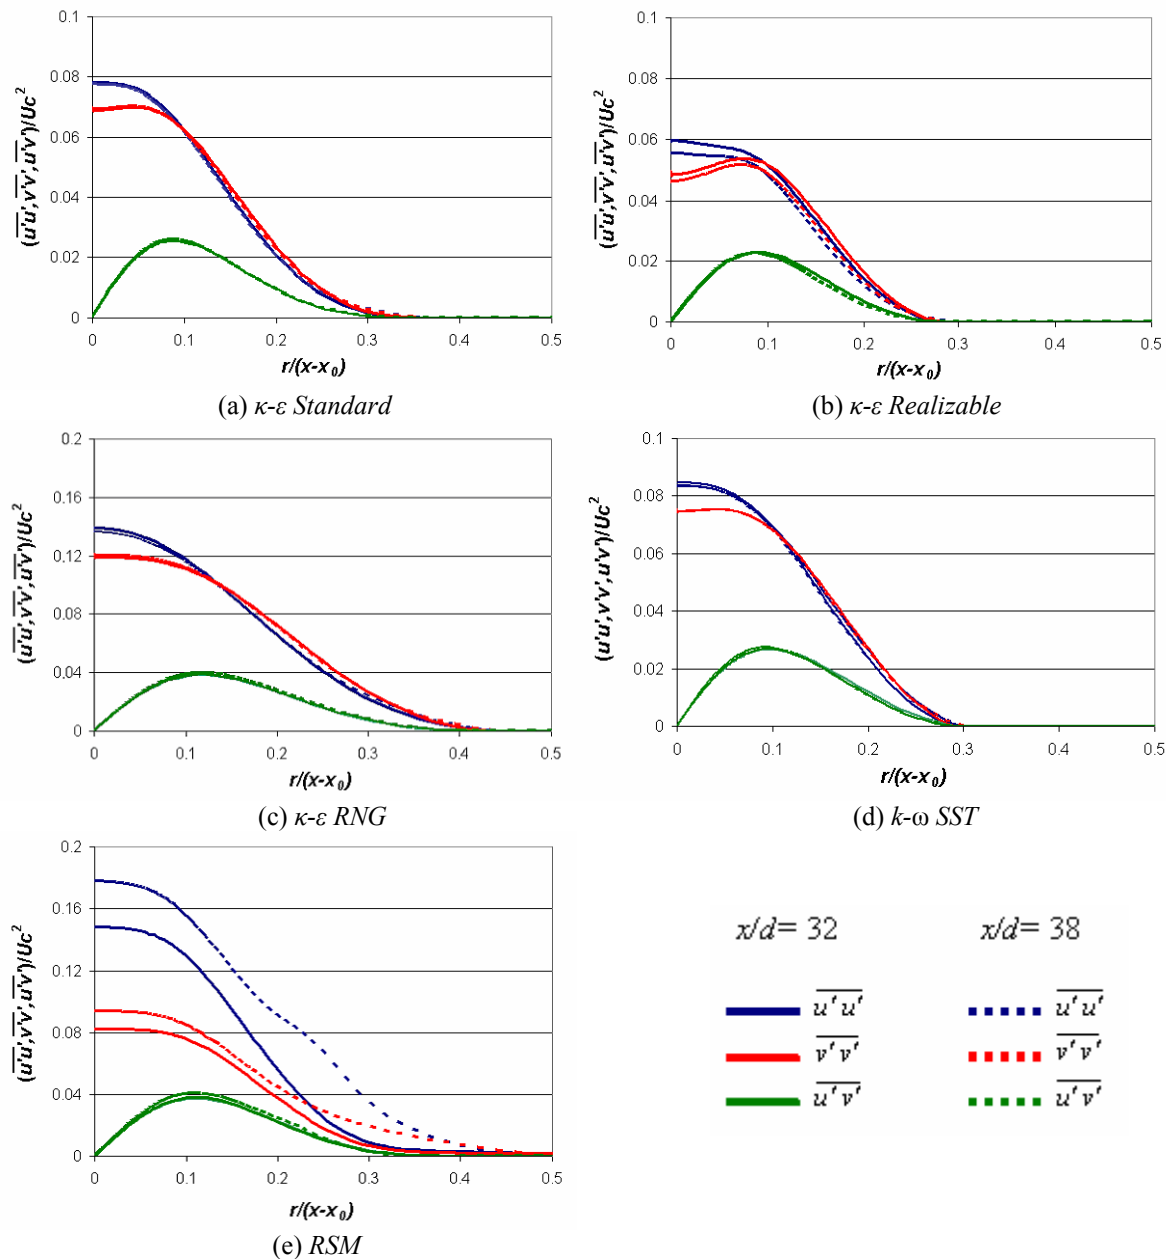 0.1
0.08
0.06
0.04
0.02
0
0 0.1 0.2 0.3 0.4 0.5
(u'u',v'v',u'v')/Uc²
r/(x-x₀)
(a) κ-ε Standard
0.1
0.08
0.06
0.04
0.02
0
0 0.1 0.2 0.3 0.4 0.5
(u'u',v'v',u'v')/Uc²
r/(x-x₀)
(b) κ-ε Realizable
0.2
0.16
0.12
0.08
0.04
0
0 0.1 0.2 0.3 0.4 0.5
(u'u',v'v',u'v')/Uc²
r/(x-x₀)
(c) κ-ε RNG
0.1
0.08
0.06
0.04
0.02
0
0 0.1 0.2 0.3 0.4 0.5
(u'u',v'v',u'v')/Uc²
r/(x-x₀)
(d) k-ω SST
0.2
0.16
0.12
0.08
0.04
0
0 0.1 0.2 0.3 0.4 0.5
(u'u',v'v',u'v')/Uc²
r/(x-x₀)
(e) RSM
x/d= 32 x/d= 38
u'u' u'u'
v'v' v'v'
u'v' u'v'